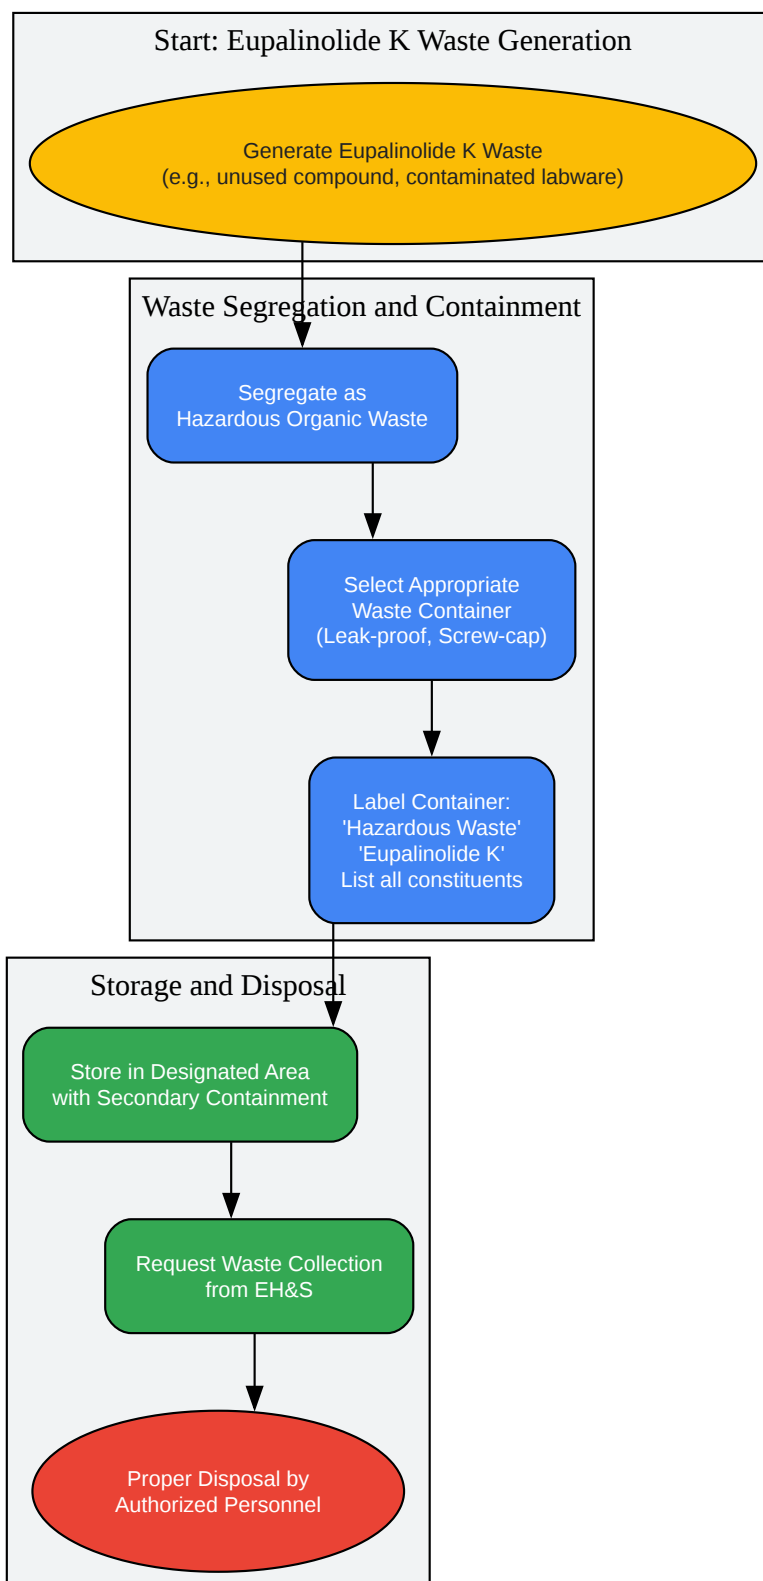 Start: Eupalinolide K Waste Generation
Generate Eupalinolide K Waste
(e.g., unused compound, contaminated labware)
Waste Segregation and Containment
Segregate as
Hazardous Organic Waste
Select Appropriate
Waste Container
(Leak-proof, Screw-cap)
Label Container:
'Hazardous Waste'
'Eupalinolide K'
List all constituents
Storage and Disposal
Store in Designated Area
with Secondary Containment
Request Waste Collection
from EH&S
Proper Disposal by
Authorized Personnel